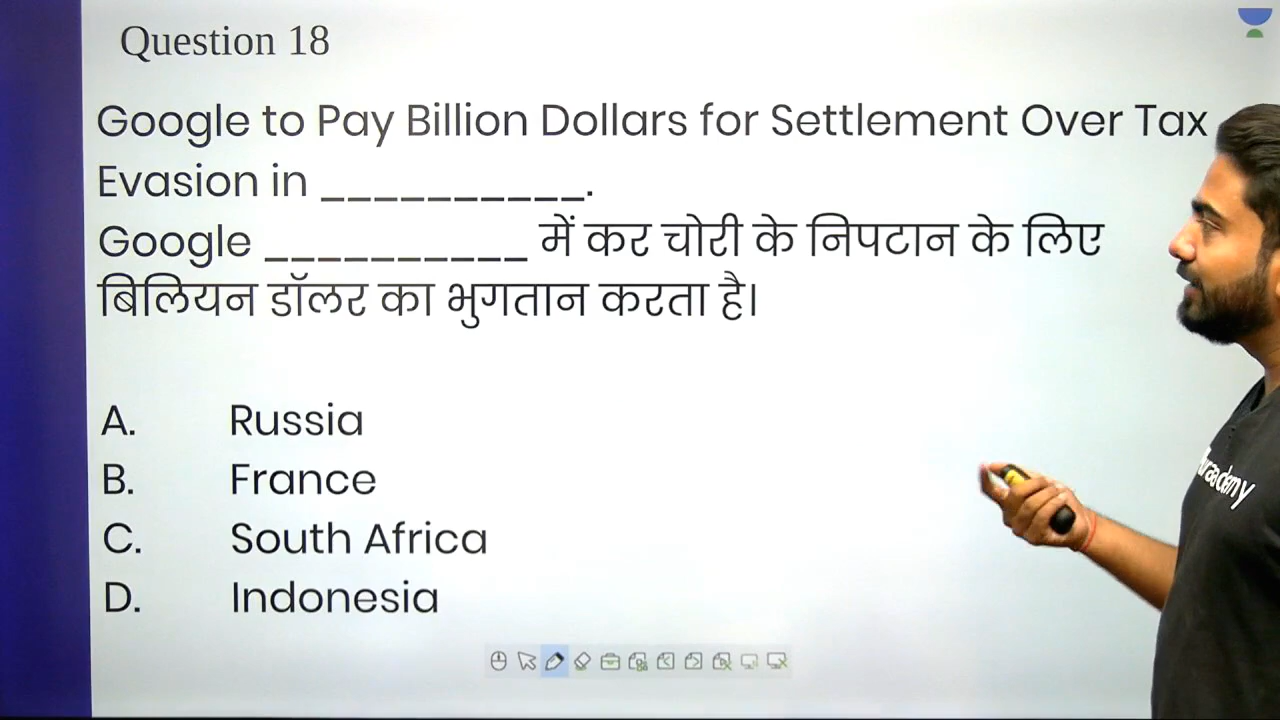 Question 18
Google to Pay Billion Dollars for Settlement Over Tax
Evasion in __________.
Google __________ में कर चोरी के निपटान के लिए
बिलियन डॉलर का भुगतान करता है।
A. Russia
B. France
C. South Africa
D. Indonesia